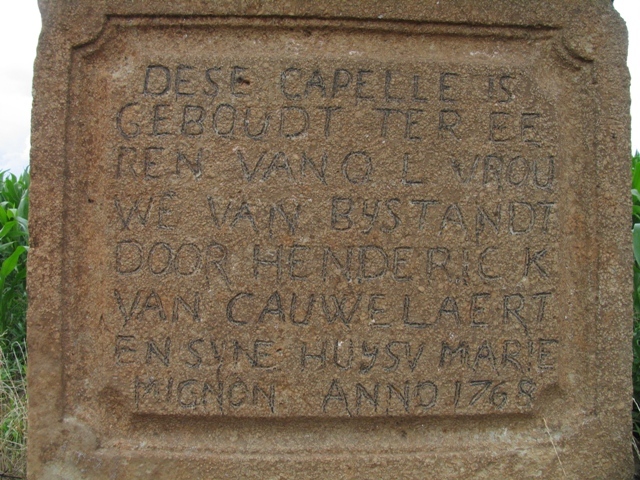 DESE CAPELLE IS
GEBOUDT TER EE
REN VAN O L VROU
WE VAN BYSTANDT
DOOR HENDERICK
VAN CAUWELAERT
EN SYNE HUYSV MARIE
MIGNON ANNO 1768